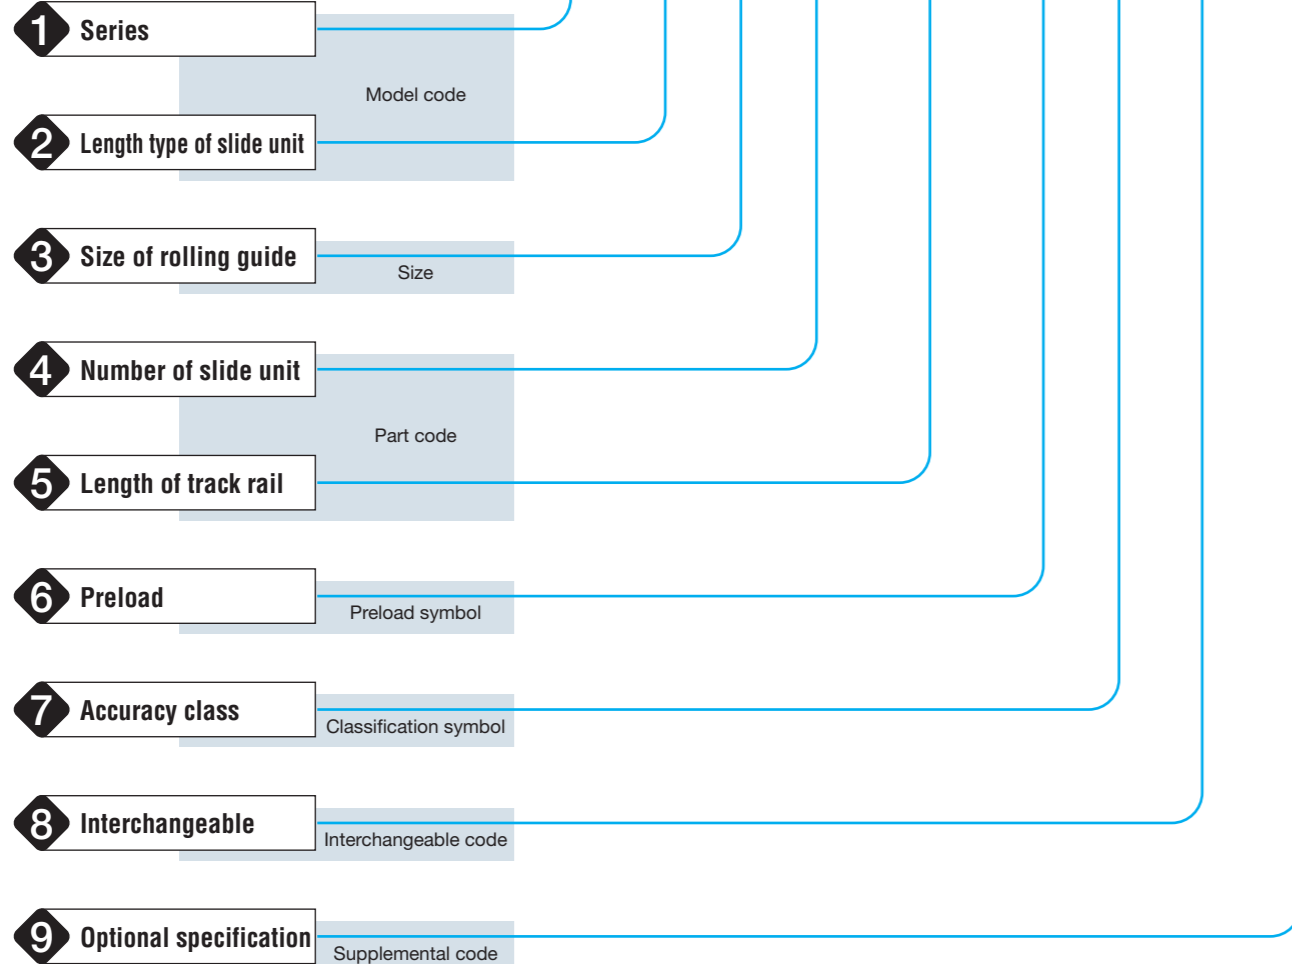 1 Series
Model code
2 Length type of slide unit
3 Size of rolling guide
Size
4 Number of slide unit
Part code
5 Length of track rail
6 Preload
Preload symbol
7 Accuracy class
Classification symbol
8 Interchangeable
Interchangeable code
9 Optional specification
Supplemental code